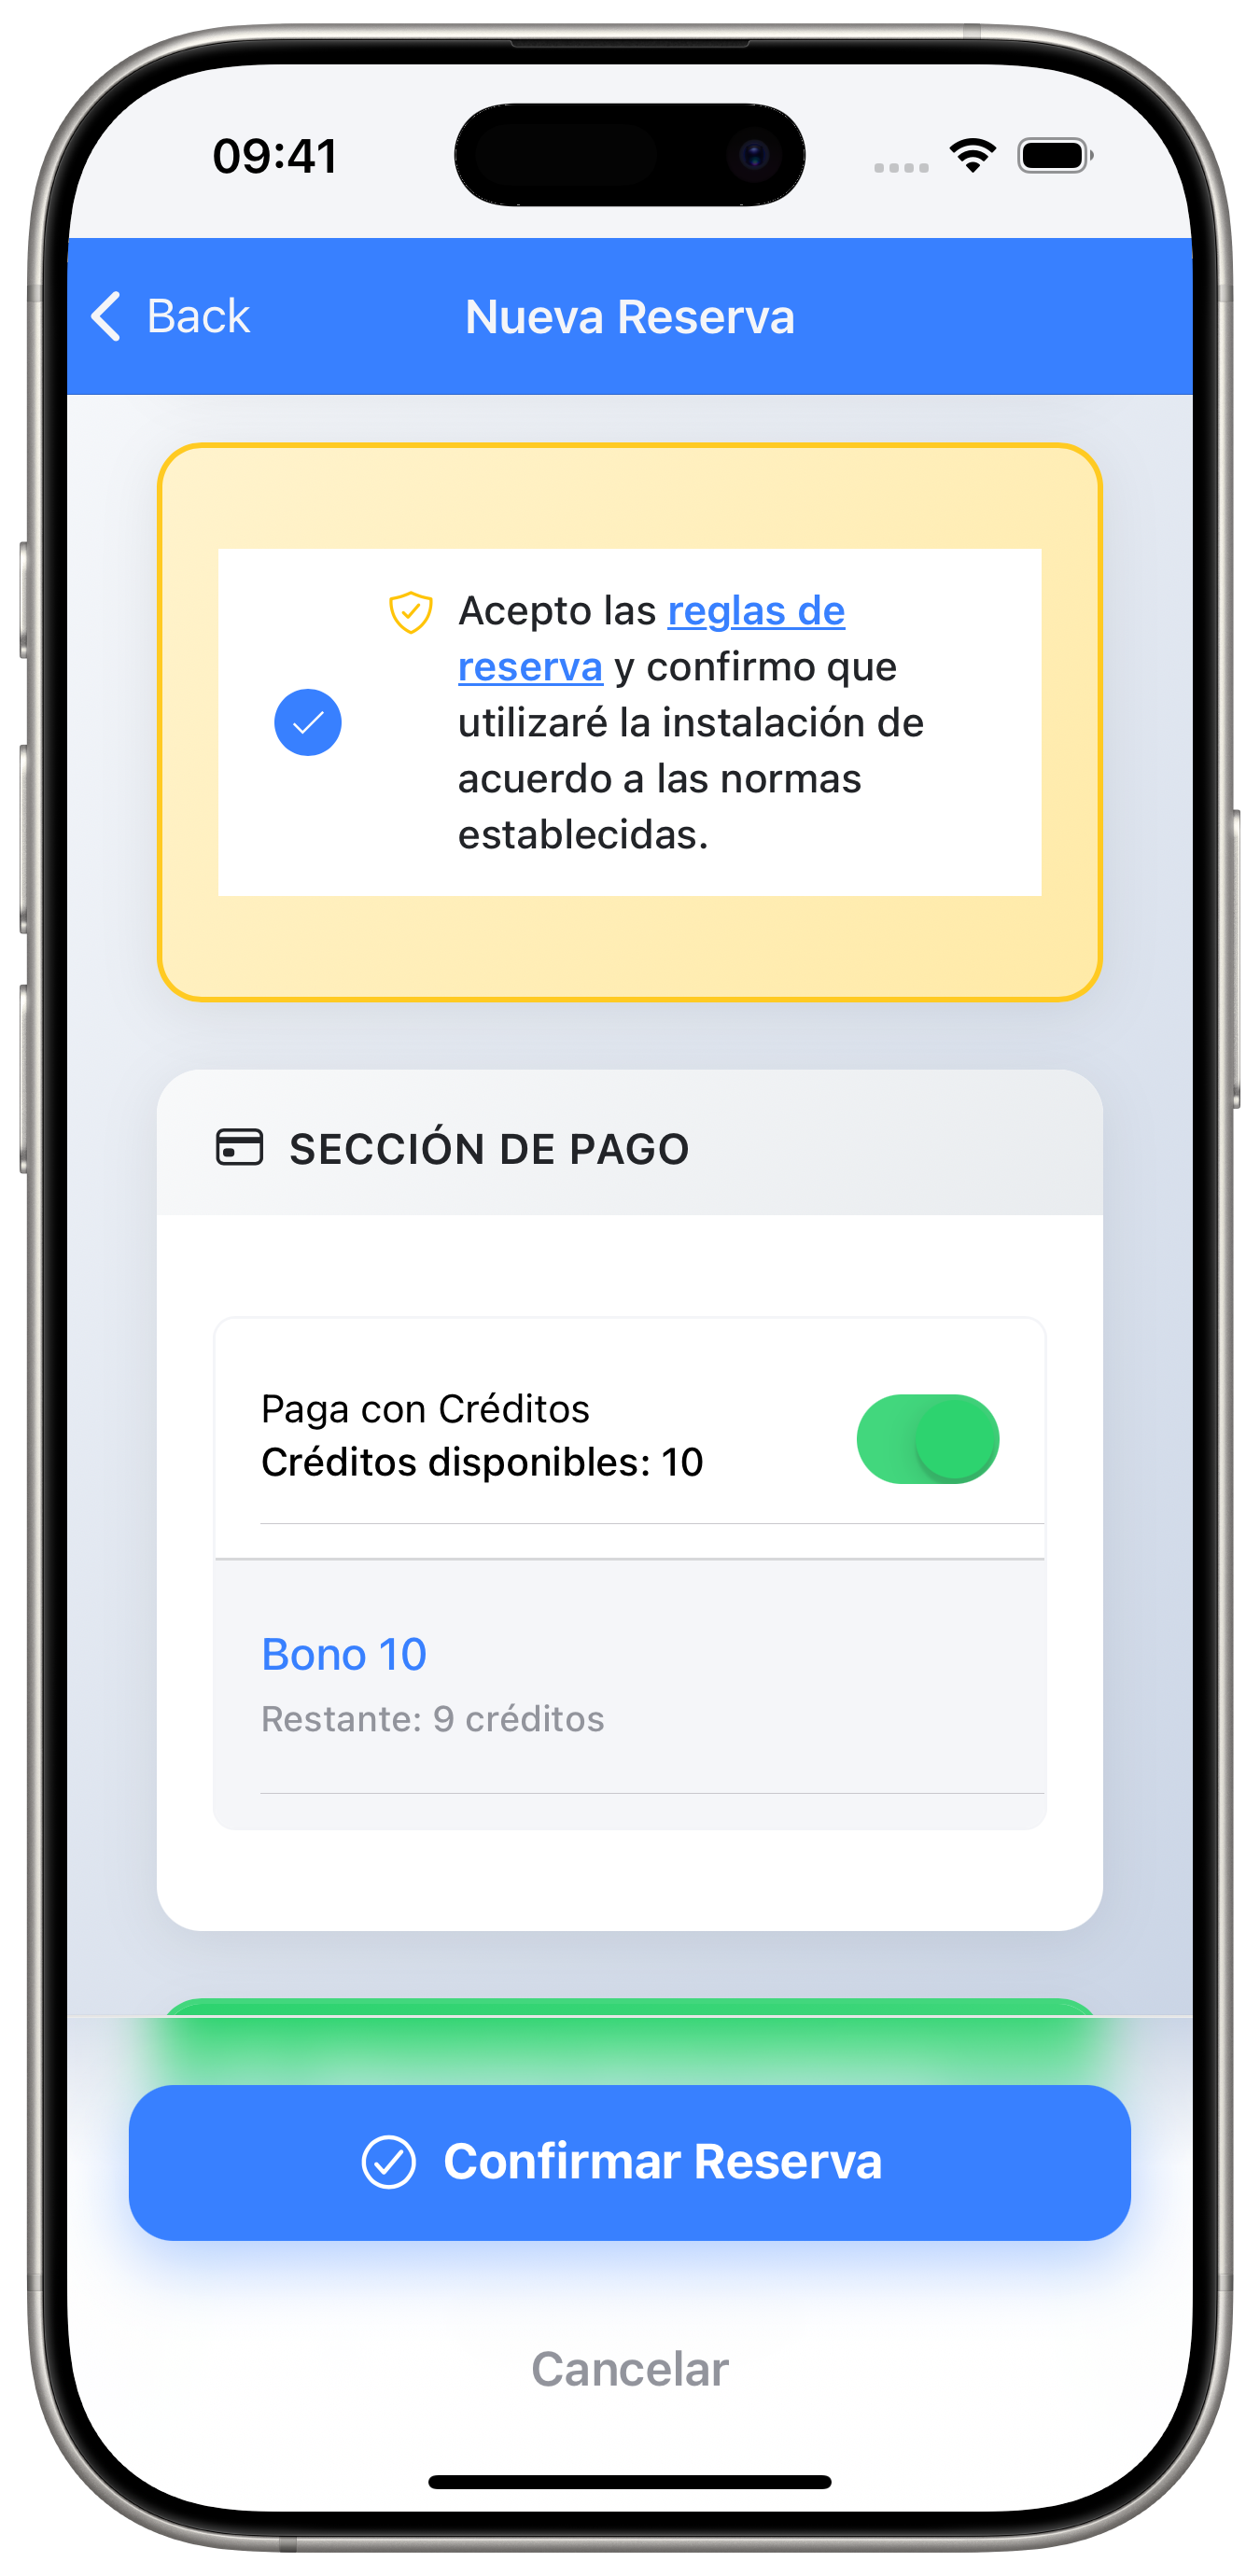 09:41
Back
Nueva Reserva
Acepto las reglas de
reserva y confirmo que
utilizaré la instalación de
acuerdo a las normas
establecidas.
SECCIÓN DE PAGO
Paga con Créditos
Créditos disponibles: 10
Bono 10
Restante: 9 créditos
Confirmar Reserva
Cancelar